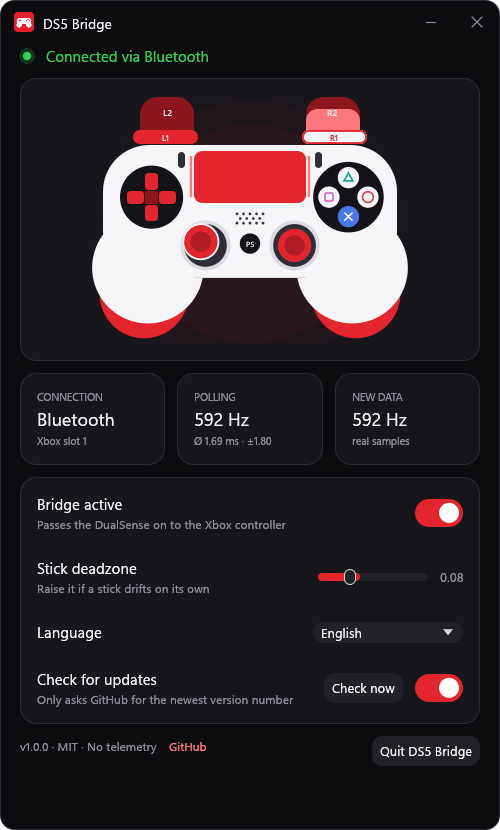 DS5 Bridge
Connected via Bluetooth
L2
R2
L1
R1
PS
CONNECTION
Bluetooth
Xbox slot 1
POLLING
592 Hz
Ø 1.69 ms · ±1.80
NEW DATA
592 Hz
real samples
Bridge active
Passes the DualSense on to the Xbox controller
Stick deadzone
0.08
Raise it if a stick drifts on its own
Language
English
Check for updates
Check now
Only asks GitHub for the newest version number
v1.0.0 · MIT · No telemetry GitHub
Quit DS5 Bridge